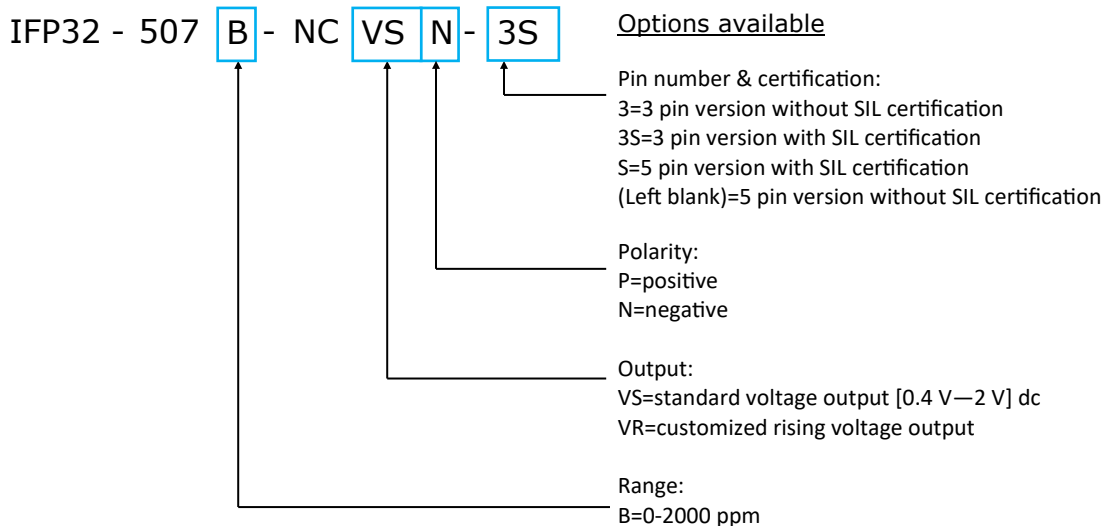 IFP32 - 507 B - NC VS N - 3S
Options available
Pin number & certification:
3=3 pin version without SIL certification
3S=3 pin version with SIL certification
S=5 pin version with SIL certification
(Left blank)=5 pin version without SIL certification
Polarity:
P=positive
N=negative
Output:
VS=standard voltage output [0.4 V—2 V] dc
VR=customized rising voltage output
Range:
B=0-2000 ppm